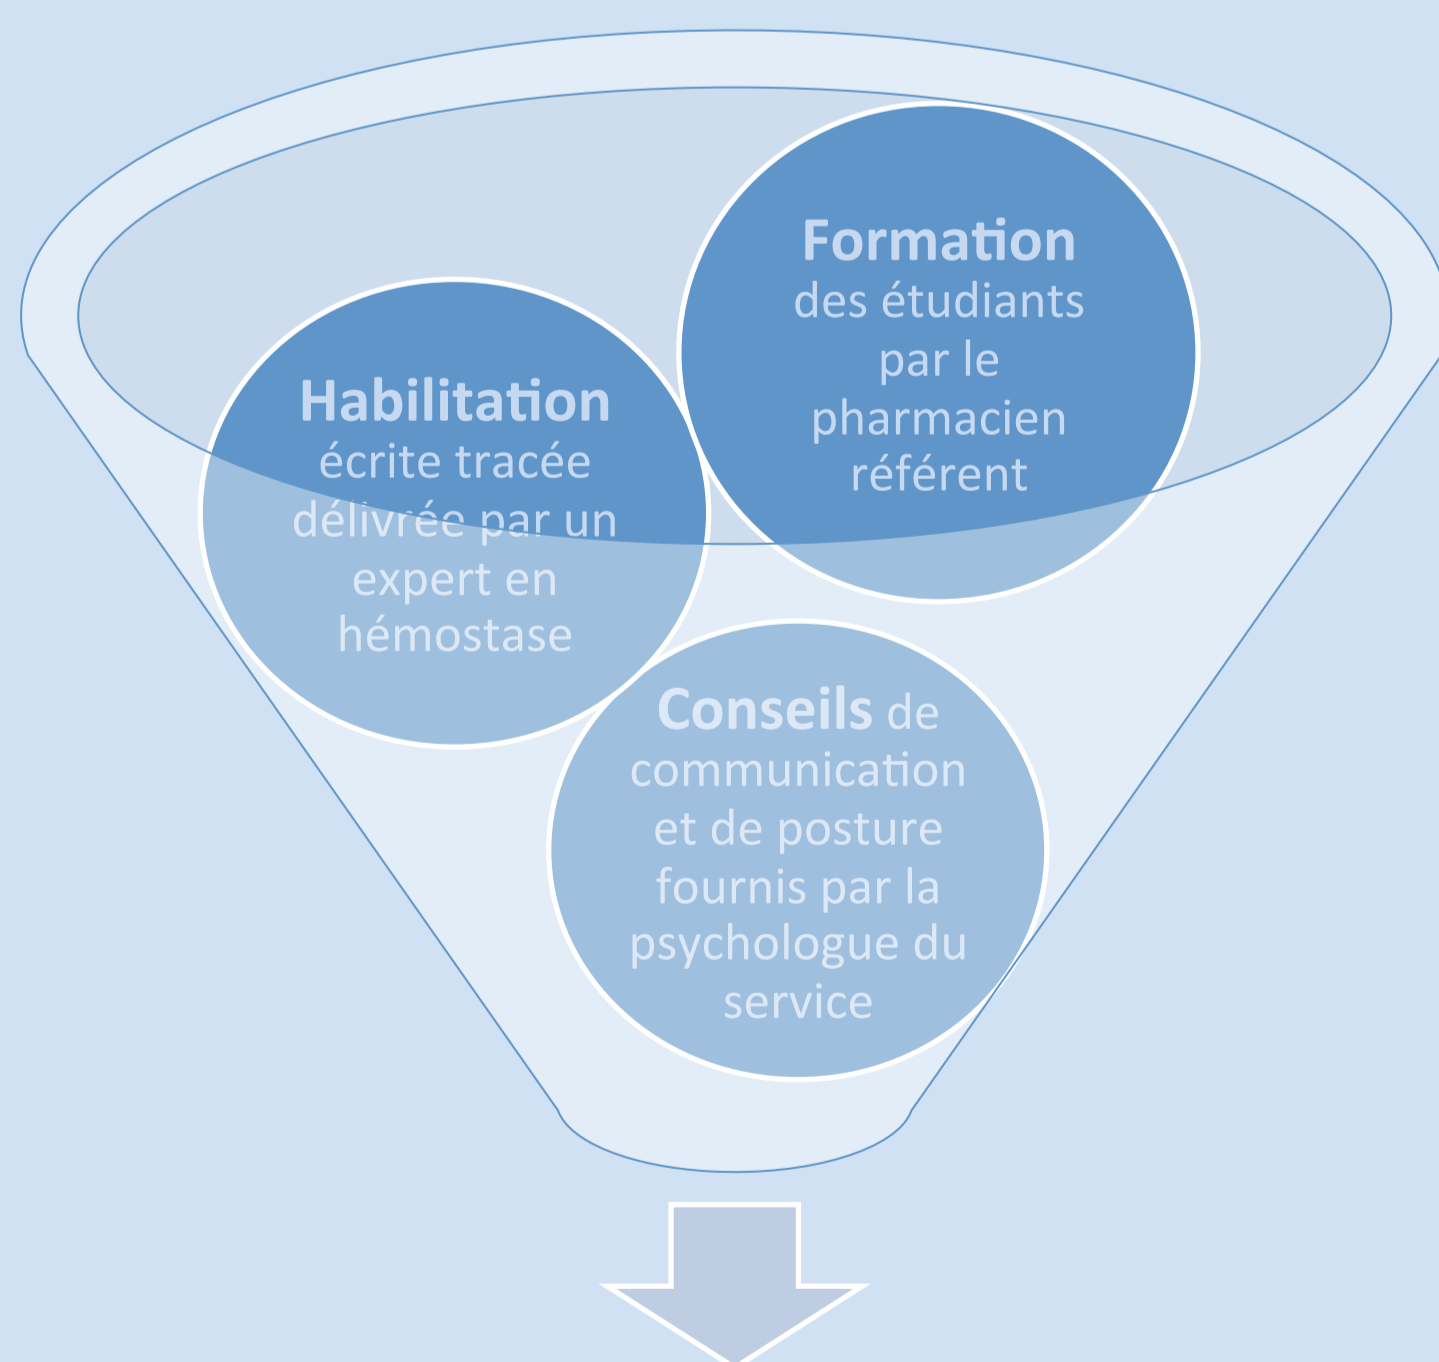 Formation
des étudiants
par le
pharmacien
référent
Habilitation
écrite tracée
délivrée par un
expert en
hémostase
Conseils de
communication
et de posture
fournis par la
psychologue du
service